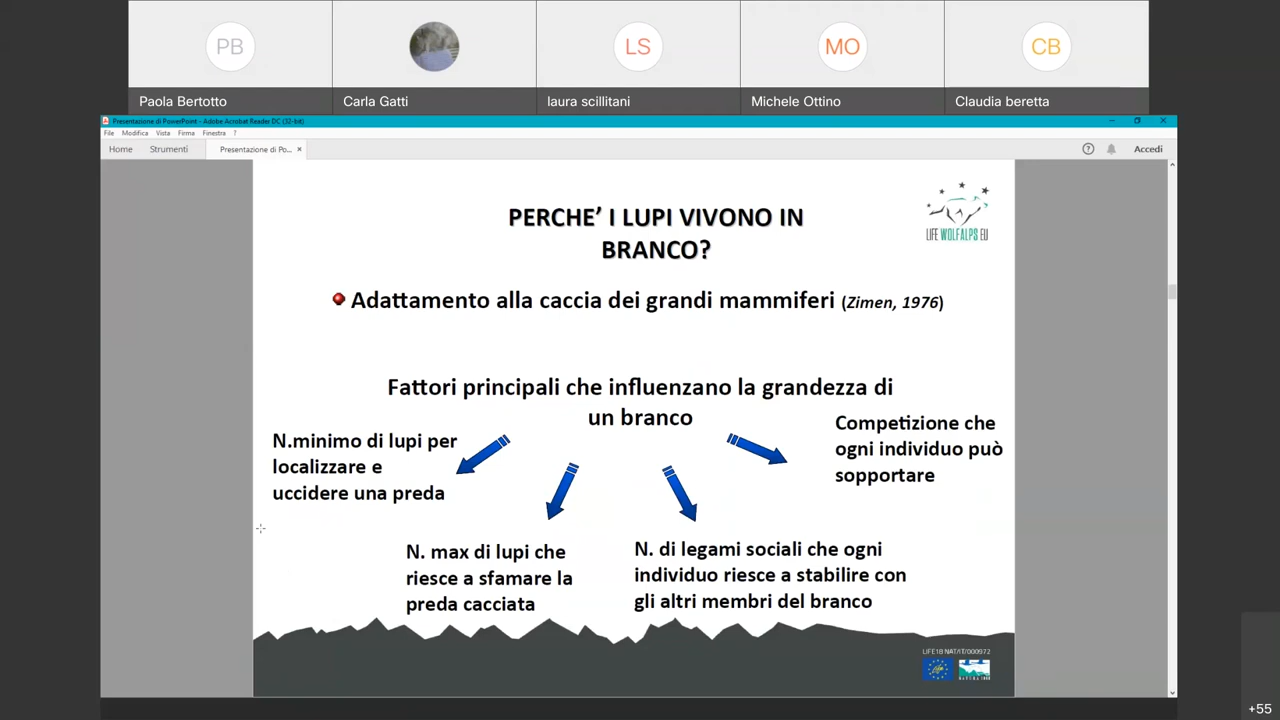 PB
LS
MO
CB
Paola Bertotto
Carla Gatti
laura scillitani
Michele Ottino
Claudia beretta
Presentazione di PowerPoint - Adobe Acrobat Reader DC (32-bit)
File Modifica Vista Firma Finestra ?
Home Strumenti Presentazione di Po... × Accedi
PERCHE’ I LUPI VIVONO IN
BRANCO?
LIFE WOLFALPS EU
Adattamento alla caccia dei grandi mammiferi (Zimen, 1976)
Fattori principali che influenzano la grandezza di
un branco
N.minimo di lupi per
localizzare e
uccidere una preda
N. max di lupi che
riesce a sfamare la
preda cacciata
N. di legami sociali che ogni
individuo riesce a stabilire con
gli altri membri del branco
Competizione che
ogni individuo può
sopportare
LIFE18 NAT/IT/000972
NATURA 2000
+55